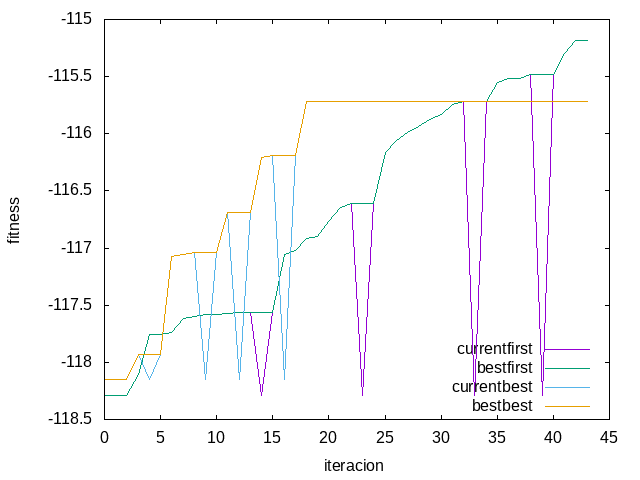 -115
-115.5
-116
-116.5
-117
-117.5
-118
-118.5
fitness
currentfirst
bestfirst
currentbest
bestbest
0 5 10 15 20 25 30 35 40 45
iteracion